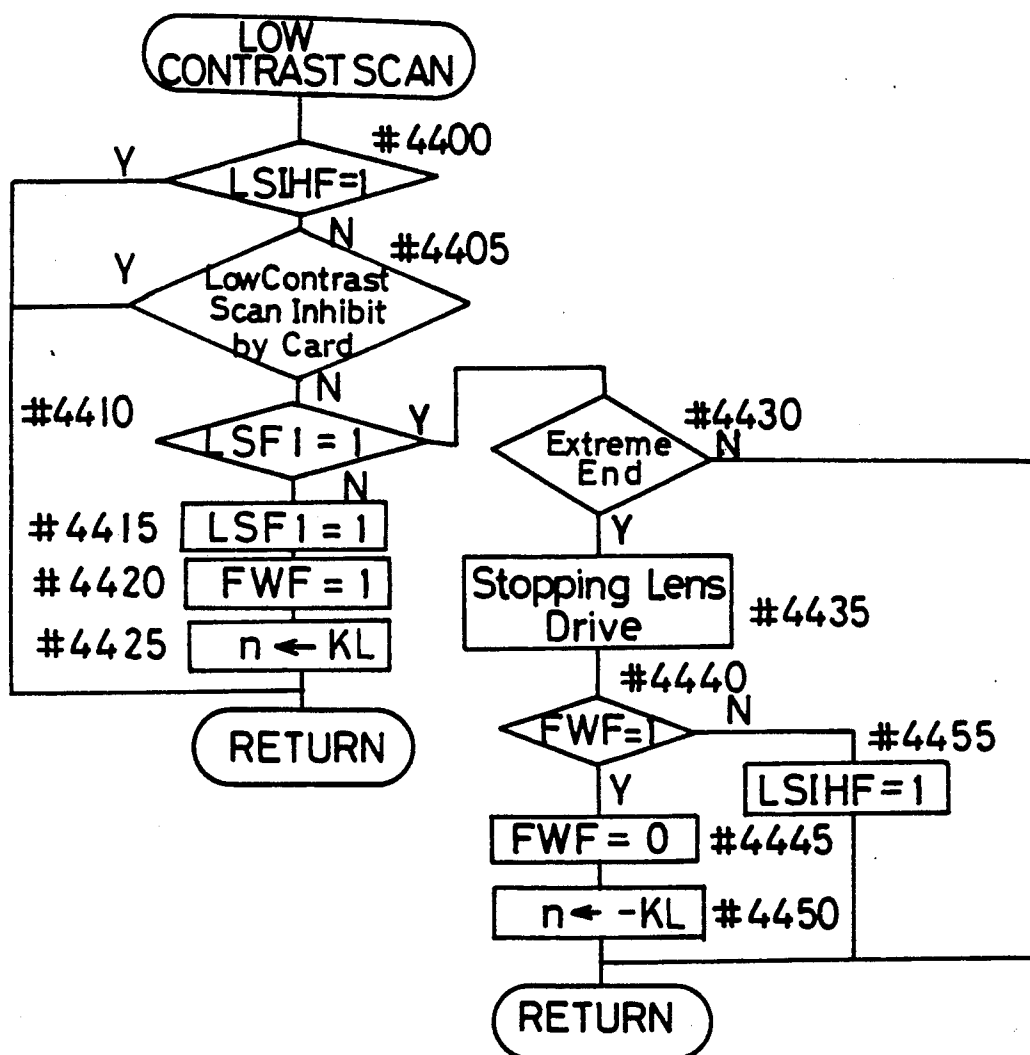 LOW
CONTRAST SCAN
#4400
Y
LSIHF=1
N
#4405
Y
Low Contrast
Scan Inhibit
by Card
N
#4410
Y
LSF1=1
N
#4430
Extreme
End
N
#4415
LSF1=1
Y
#4420
FWF=1
Stopping Lens
Drive
#4435
#4425
n ← KL
#4440
RETURN
FWF=1
N
#4455
LSIHF=1
Y
FWF=0
#4445
n ← -KL
#4450
RETURN